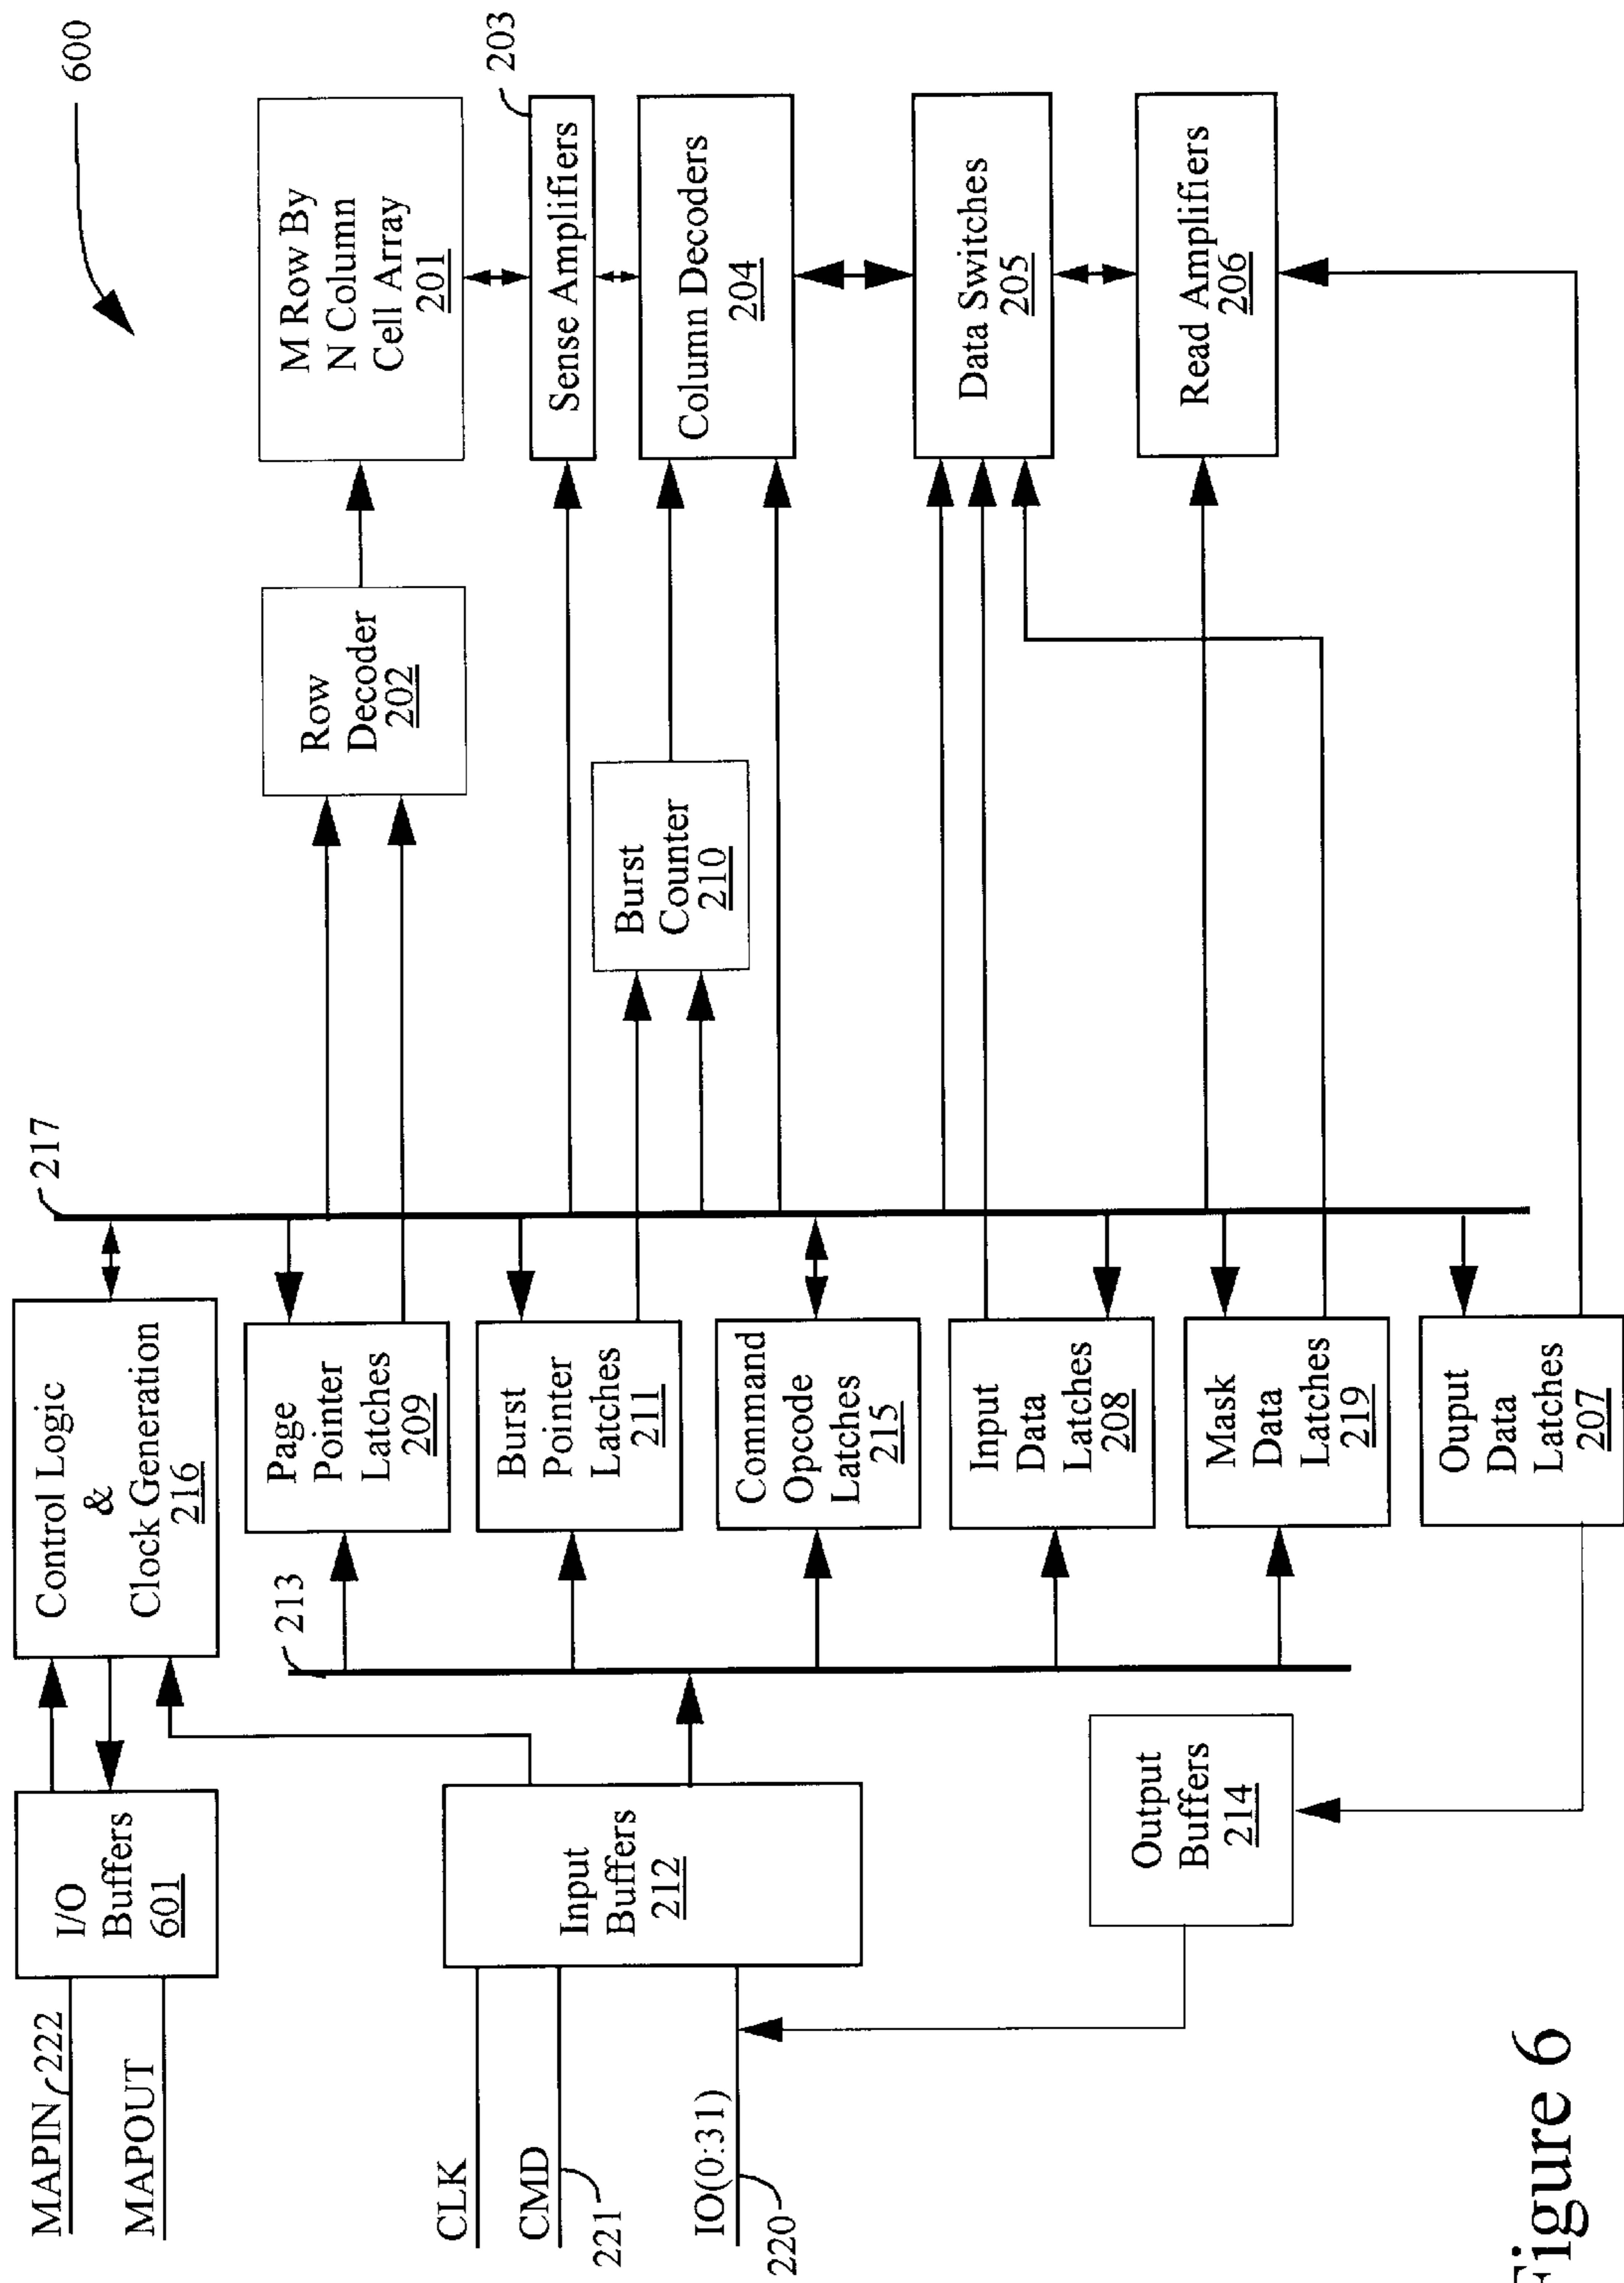 600
MAPIN
222
MAPOUT
I/O
Buffers
601
Control Logic
&
Clock Generation
216
217
Row
Decoder
202
M Row By
N Column
Cell Array
201
203
Sense Amplifiers
Page
Pointer
Latches
209
213
CLK
CMD
221
IO(0:31)
220
Input
Buffers
212
Burst
Pointer
Latches
211
Burst
Counter
210
Column Decoders
204
Command
Opcode
Latches
215
Input
Data
Latches
208
Data Switches
205
Mask
Data
Latches
219
Read Amplifiers
206
Output
Buffers
214
Ouput
Data
Latches
207
Figure 6